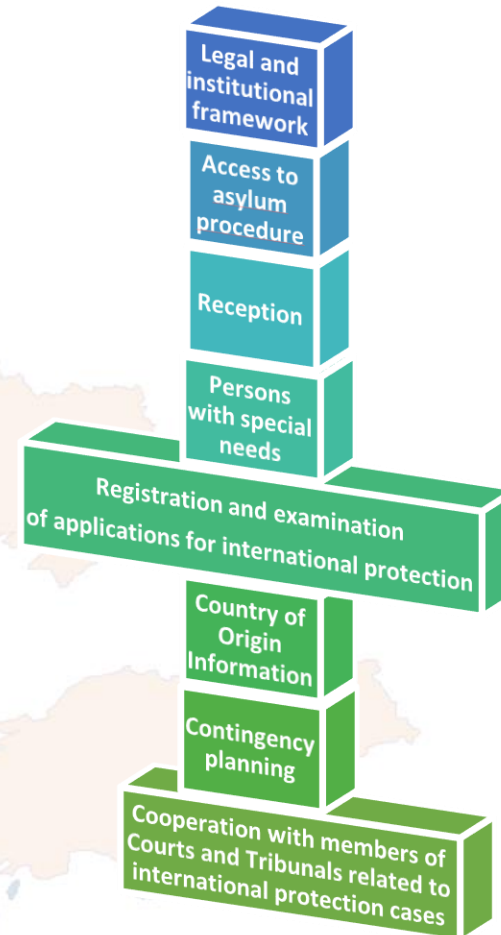 Legal and
institutional
framework
Access to
asylum
procedure
Reception
Persons
with special
needs
Registration and examination
of applications for international protection
Country of
Origin
Information
Contingency
planning
Cooperation with members of
Courts and Tribunals related to
international protection cases